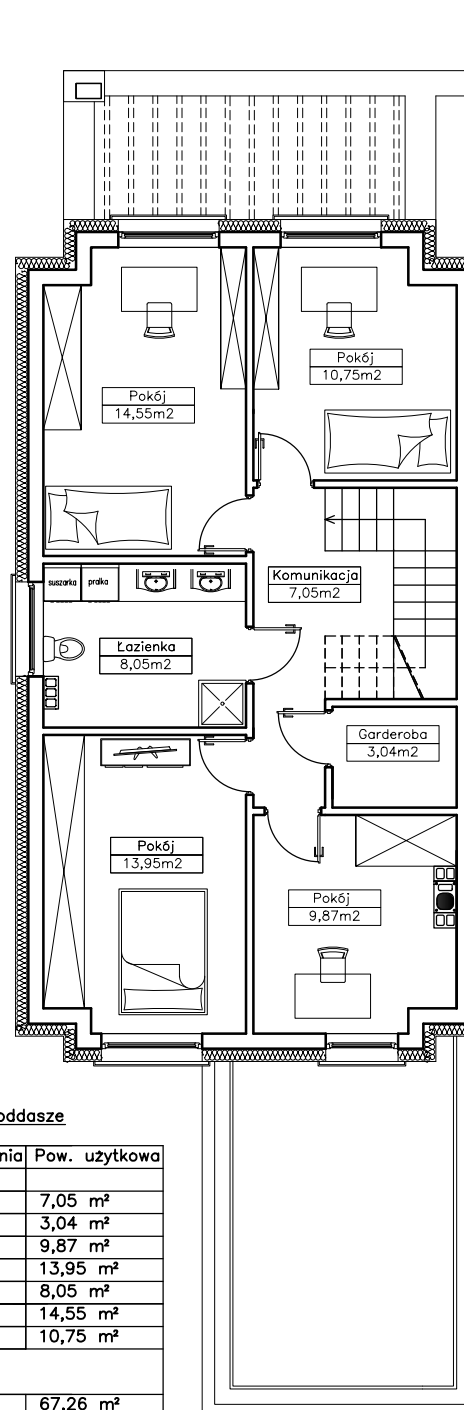 Pokój
10,75m2
Pokój
14,55m2
Komunikacja
7,05m2
suszarka pralka
Łazienka
8,05m2
Garderoba
3,04m2
Pokój
13,95m2
Pokój
9,87m2
oddasze
nia Pow. użytkowa
7,05 m²
3,04 m²
9,87 m²
13,95 m²
8,05 m²
14,55 m²
10,75 m²
67,26 m²